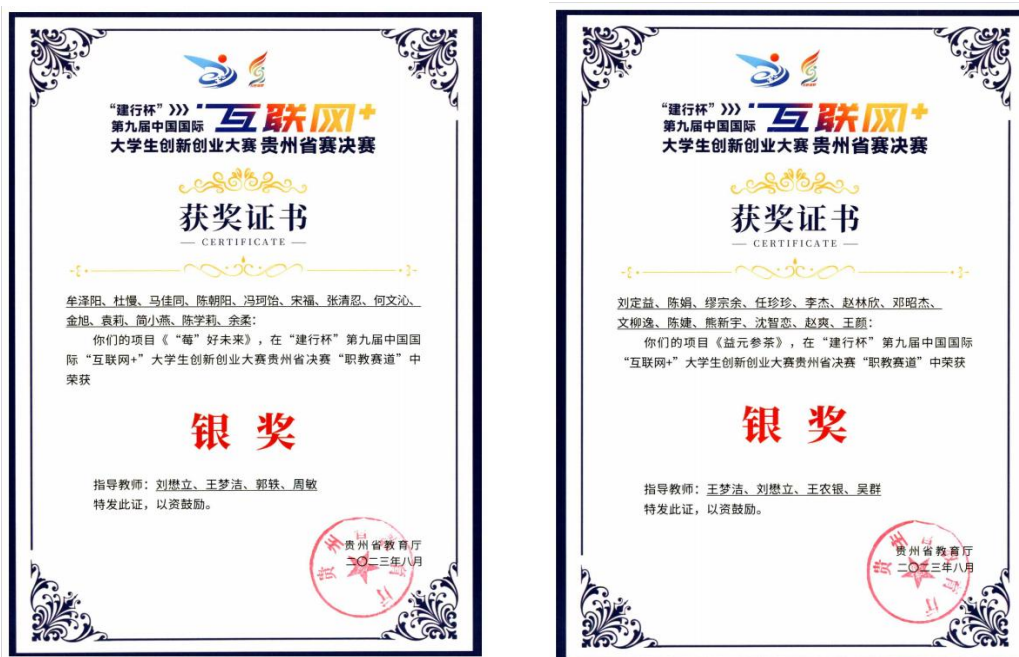 “建行杯”
第九届中国国际
互联网+
大学生创新创业大赛 贵州省赛决赛
获奖证书
CERTIFICATE
牟泽阳、杜慢、马佳同、陈朝阳、冯珂饴、宋福、张清忍、何文沁、
金旭、袁莉、简小燕、陈学莉、余柔：
你们的项目《“莓”好未来》，在“建行杯”第九届中国国
际“互联网+”大学生创新创业大赛贵州省决赛“职教赛道”中
荣获
银奖
指导教师：刘懋立、王梦洁、郭轶、周敏
特发此证，以资鼓励。
贵州省教育厅
二〇二三年八月
“建行杯”
第九届中国国际
互联网+
大学生创新创业大赛 贵州省赛决赛
获奖证书
CERTIFICATE
刘定益、陈娟、缪宗余、任珍珍、李杰、赵林欣、邓昭杰、
文柳逸、陈婕、熊新宇、沈智恋、赵爽、王颜：
你们的项目《益元参茶》，在“建行杯”第九届中国国际
“互联网+”大学生创新创业大赛贵州省决赛“职教赛道”中荣获
银奖
指导教师：王梦洁、刘懋立、王农银、吴群
特发此证，以资鼓励。
贵州省教育厅
二〇二三年八月